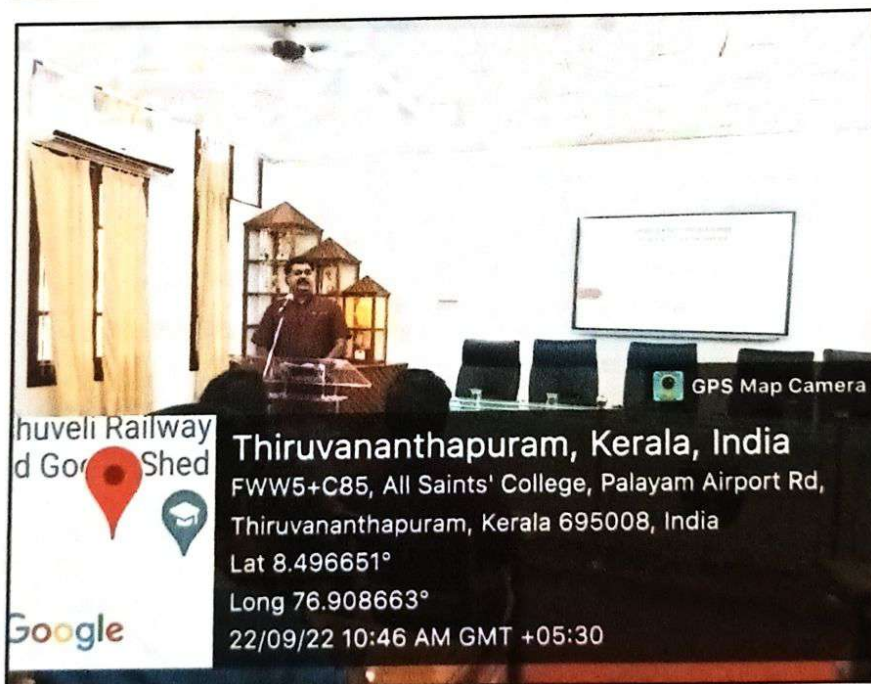 GPS Map Camera
huveli Railway
d Goo Shed
Google
Thiruvananthapuram, Kerala, India
FWW5+C85, All Saints' College, Palayam Airport Rd,
Thiruvananthapuram, Kerala 695008, India
Lat 8.496651°
Long 76.908663°
22/09/22 10:46 AM GMT +05:30